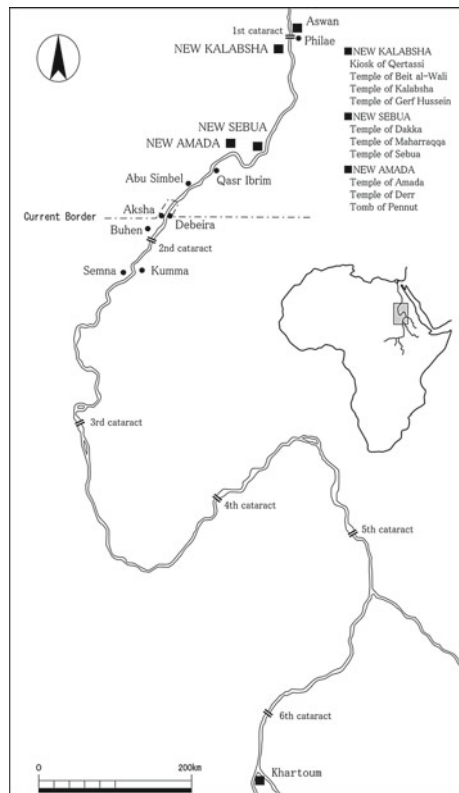 Aswan
1st cataract
Philae
NEW KALABSHA
■NEW KALABSHA
Kiosk of Qertassi
Temple of Beit al-Wali
Temple of Kalabsha
Temple of Gerf Hussein
■NEW SEBUA
Temple of Dakka
Temple of Maharraqqa
Temple of Sebua
■NEW AMADA
Temple of Amada
Temple of Derr
Tomb of Pennut
NEW SEBUA
NEW AMADA
Abu Simbel
Qasr Ibrim
Current Border
Aksha
Debeira
Buhen
2nd cataract
Semna
Kumma
3rd cataract
4th cataract
5th cataract
6th cataract
Khartoum
0
200km